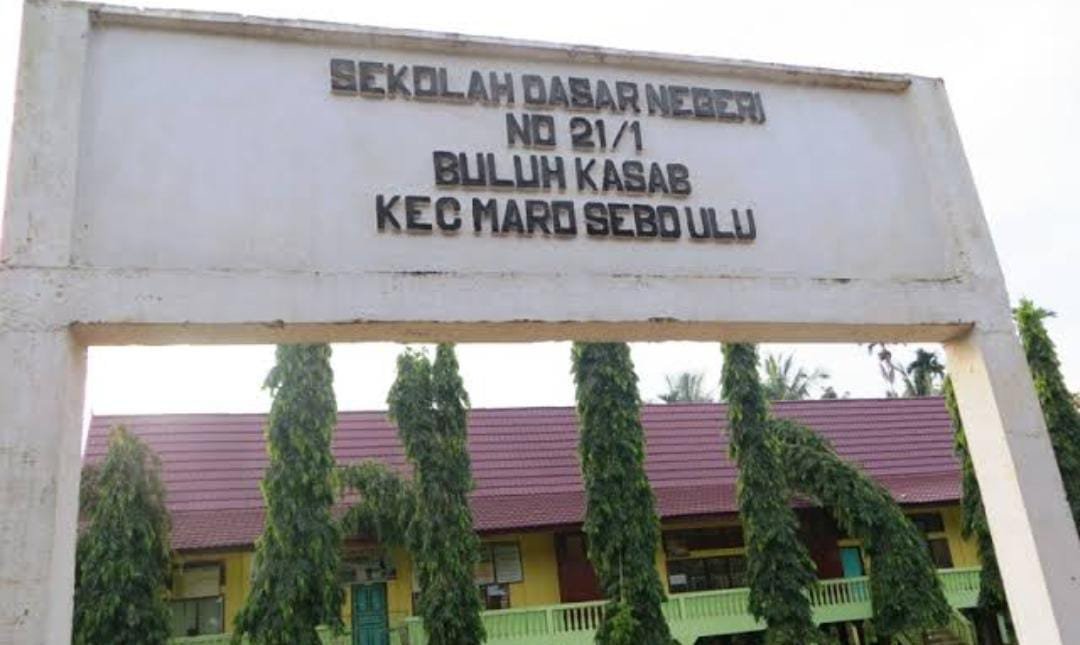 SEKOLAH DASAR NEGERI
NO 21/1
BULUH KASAB
KEC MARO SEBO ULU